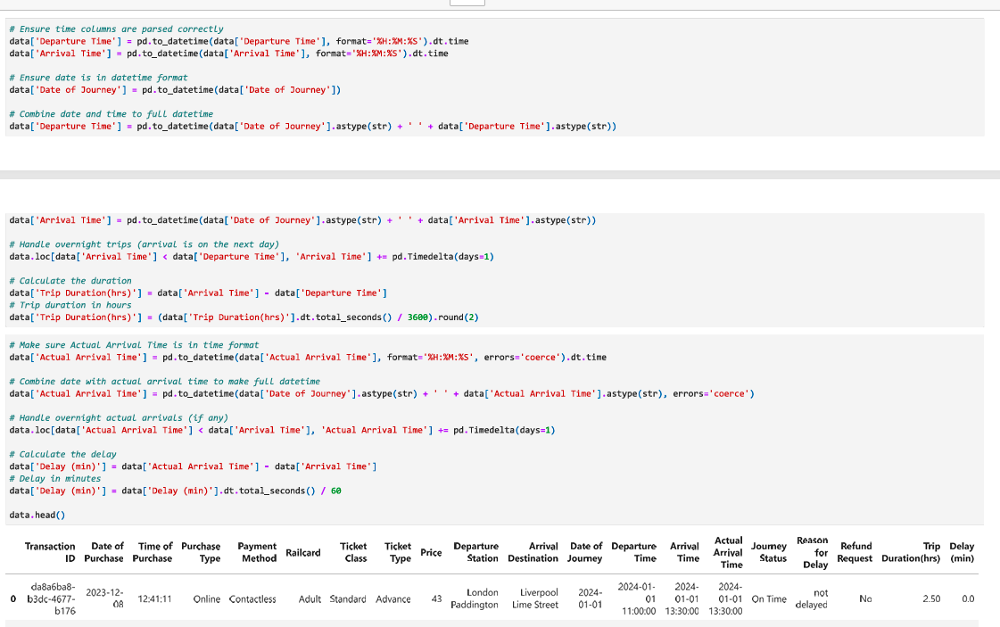 # Ensure time columns are parsed correctly
data['Departure Time'] = pd.to_datetime(data['Departure Time'], format='%H:%M:%S').dt.time
data['Arrival Time'] = pd.to_datetime(data['Arrival Time'], format='%H:%M:%S').dt.time
# Ensure date is in datetime format
data['Date of Journey'] = pd.to_datetime(data['Date of Journey'])
# Combine date and time to full datetime
data['Departure Time'] = pd.to_datetime(data['Date of Journey'].astype(str) + ' ' + data['Departure Time'].astype(str))
data['Arrival Time'] = pd.to_datetime(data['Date of Journey'].astype(str) + ' ' + data['Arrival Time'].astype(str))
# Handle overnight trips (arrival is on the next day)
data.loc[data['Arrival Time'] < data['Departure Time'], 'Arrival Time'] += pd.Timedelta(days=1)
# Calculate the duration
data['Trip Duration(hrs)'] = data['Arrival Time'] - data['Departure Time']
# Trip duration in hours
data['Trip Duration(hrs)'] = (data['Trip Duration(hrs)'].dt.total_seconds() / 3600).round(2)
# Make sure Actual Arrival Time is in time format
data['Actual Arrival Time'] = pd.to_datetime(data['Actual Arrival Time'], format='%H:%M:%S', errors='coerce').dt.time
# Combine date with actual arrival time to make full datetime
data['Actual Arrival Time'] = pd.to_datetime(data['Date of Journey'].astype(str) + ' ' + data['Actual Arrival Time'].astype(str), errors='coerce')
# Handle overnight actual arrivals (if any)
data.loc[data['Actual Arrival Time'] < data['Arrival Time'], 'Actual Arrival Time'] += pd.Timedelta(days=1)
# Calculate the delay
data['Delay (min)'] = data['Actual Arrival Time'] - data['Arrival Time']
# Delay in minutes
data['Delay (min)'] = data['Delay (min)'].dt.total_seconds() / 60
data.head()
Transaction ID Date of Purchase Time of Purchase Purchase Type Payment Method Railcard Ticket Class Ticket Type Price Departure Station Arrival Destination Date of Journey Departure Time Arrival Time Actual Arrival Time Journey Status Reason for Delay Refund Request Trip Duration(hrs) Delay (min)
0 da8a6ba8-b3dc-4677-b176 2023-12-08 12:41:11 Online Contactless Adult Standard Advance 43 London Paddington Liverpool Lime Street 2024-01-01 2024-01-01 11:00:00 2024-01-01 13:30:00 2024-01-01 13:30:00 On Time not delayed No 2.50 0.0